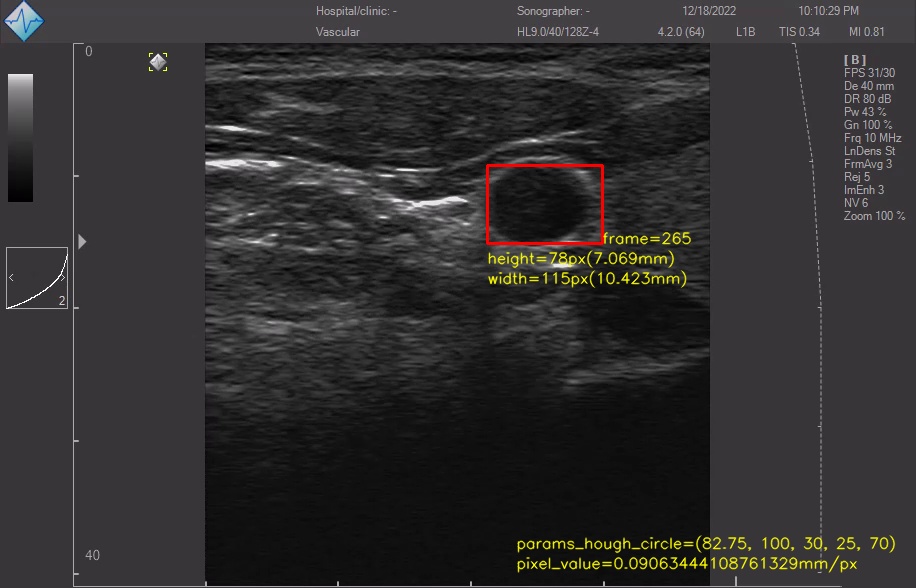 Hospital/clinic: - Sonographer: - 12/18/2022 10:10:29 PM
Vascular HL9.0/40/128Z-4 4.2.0 (64) L1B TIS 0.34 MI 0.81
0
[ B ]
FPS 31/30
De 40 mm
DR 80 dB
Pw 43 %
Gn 100 %
Frq 10 MHz
LnDens St
FrmAvg 3
Rej 5
ImEnh 3
NV 6
Zoom 100 %
frame=265
height=78px(7.069mm)
width=115px(10.423mm)
2
params_hough_circle=(82.75, 100, 30, 25, 70)
40
pixel_value=0.09063444108761329mm/px